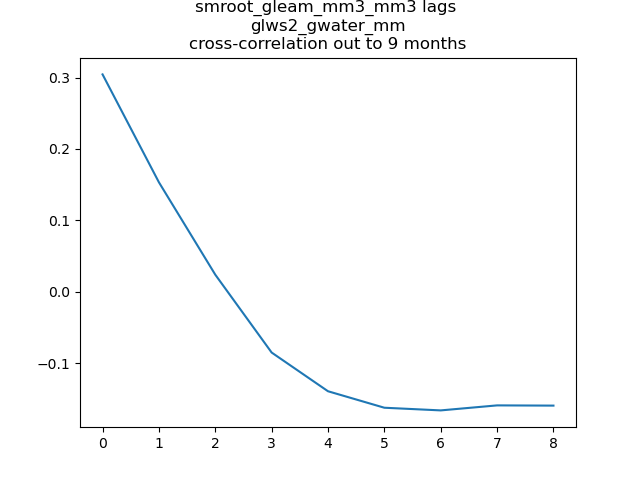 smroot_gleam_mm3_mm3 lags
glws2_gwater_mm
cross-correlation out to 9 months
0.3
0.2
0.1
0.0
−0.1
0 1 2 3 4 5 6 7 8